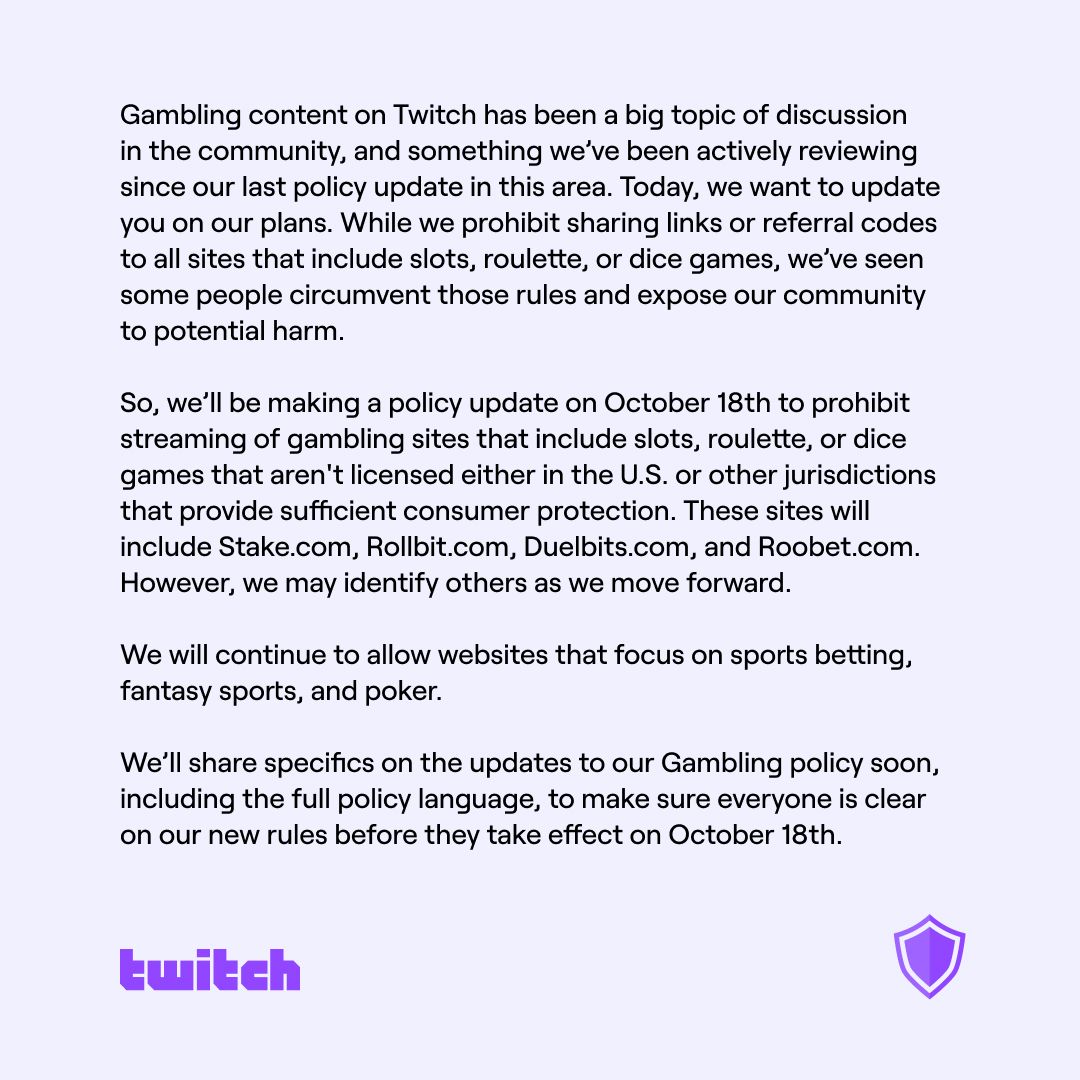 Gambling content on Twitch has been a big topic of discussion
in the community, and something we’ve been actively reviewing
since our last policy update in this area. Today, we want to update
you on our plans. While we prohibit sharing links or referral codes
to all sites that include slots, roulette, or dice games, we’ve seen
some people circumvent those rules and expose our community
to potential harm.
So, we’ll be making a policy update on October 18th to prohibit
streaming of gambling sites that include slots, roulette, or dice
games that aren't licensed either in the U.S. or other jurisdictions
that provide sufficient consumer protection. These sites will
include Stake.com, Rollbit.com, Duelbits.com, and Roobet.com.
However, we may identify others as we move forward.
We will continue to allow websites that focus on sports betting,
fantasy sports, and poker.
We’ll share specifics on the updates to our Gambling policy soon,
including the full policy language, to make sure everyone is clear
on our new rules before they take effect on October 18th.
twitch